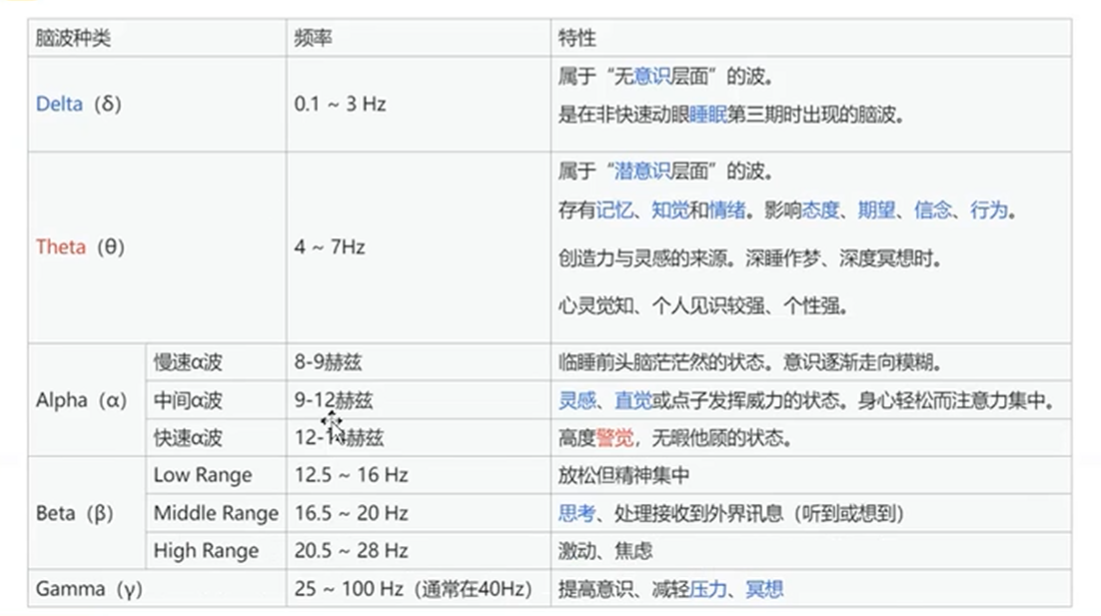 脑波种类 频率 特性
属于“无意识层面”的波。
Delta（δ） 0.1 ~ 3 Hz
是在非快速动眼睡眠第三期时出现的脑波。
属于“潜意识层面”的波。
存有记忆、知觉和情绪。影响态度、期望、信念、行为。
Theta（θ） 4 ~ 7Hz
创造力与灵感的来源。深睡作梦、深度冥想时。
心灵觉知、个人见识较强、个性强。
慢速α波 8-9赫兹 临睡前头脑茫茫然的状态。意识逐渐走向模糊。
Alpha（α） 中间α波 9-12赫兹 灵感、直觉或点子发挥威力的状态。身心轻松而注意力集中。
快速α波 12-14赫兹 高度警觉，无暇他顾的状态。
Low Range 12.5 ~ 16 Hz 放松但精神集中
Beta（β） Middle Range 16.5 ~ 20 Hz 思考、处理接收到外界讯息（听到或想到）
High Range 20.5 ~ 28 Hz 激动、焦虑
Gamma（γ） 25 ~ 100 Hz（通常在40Hz） 提高意识、减轻压力、冥想